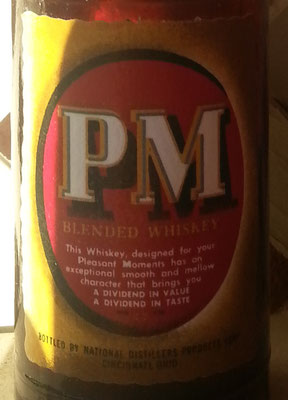 PM
BLENDED WHISKEY
This Whiskey, designed for your
Pleasant Moments has an
exceptional smooth and mellow
character that brings you
A DIVIDEND IN VALUE
A DIVIDEND IN TASTE
BOTTLED BY NATIONAL DISTILLERS PRODUCTS
CINCINNATI, OHIO